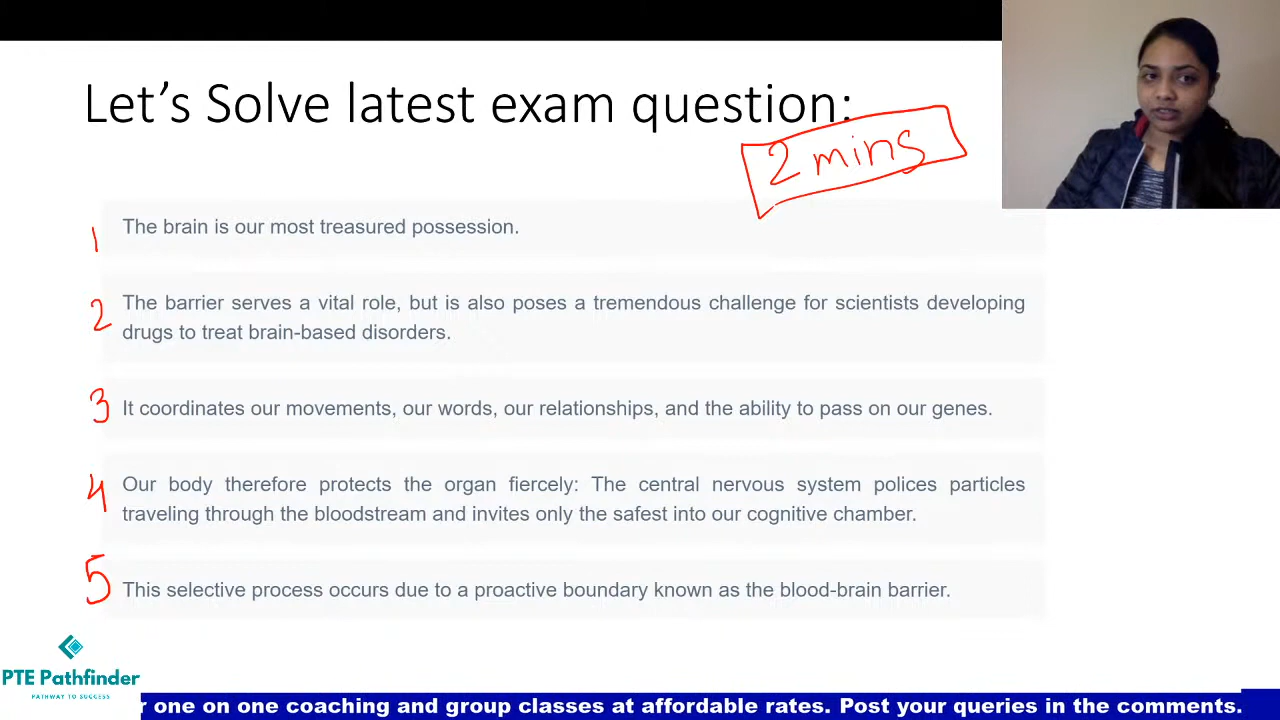 Let's Solve latest exam question:
2 mins
1 The brain is our most treasured possession.
2 The barrier serves a vital role, but is also poses a tremendous challenge for scientists developing
drugs to treat brain-based disorders.
3 It coordinates our movements, our words, our relationships, and the ability to pass on our genes.
4 Our body therefore protects the organ fiercely: The central nervous system polices particles
traveling through the bloodstream and invites only the safest into our cognitive chamber.
5 This selective process occurs due to a proactive boundary known as the blood-brain barrier.
PTE Pathfinder
PATHWAY TO SUCCESS
r one on one coaching and group classes at affordable rates. Post your queries in the comments.